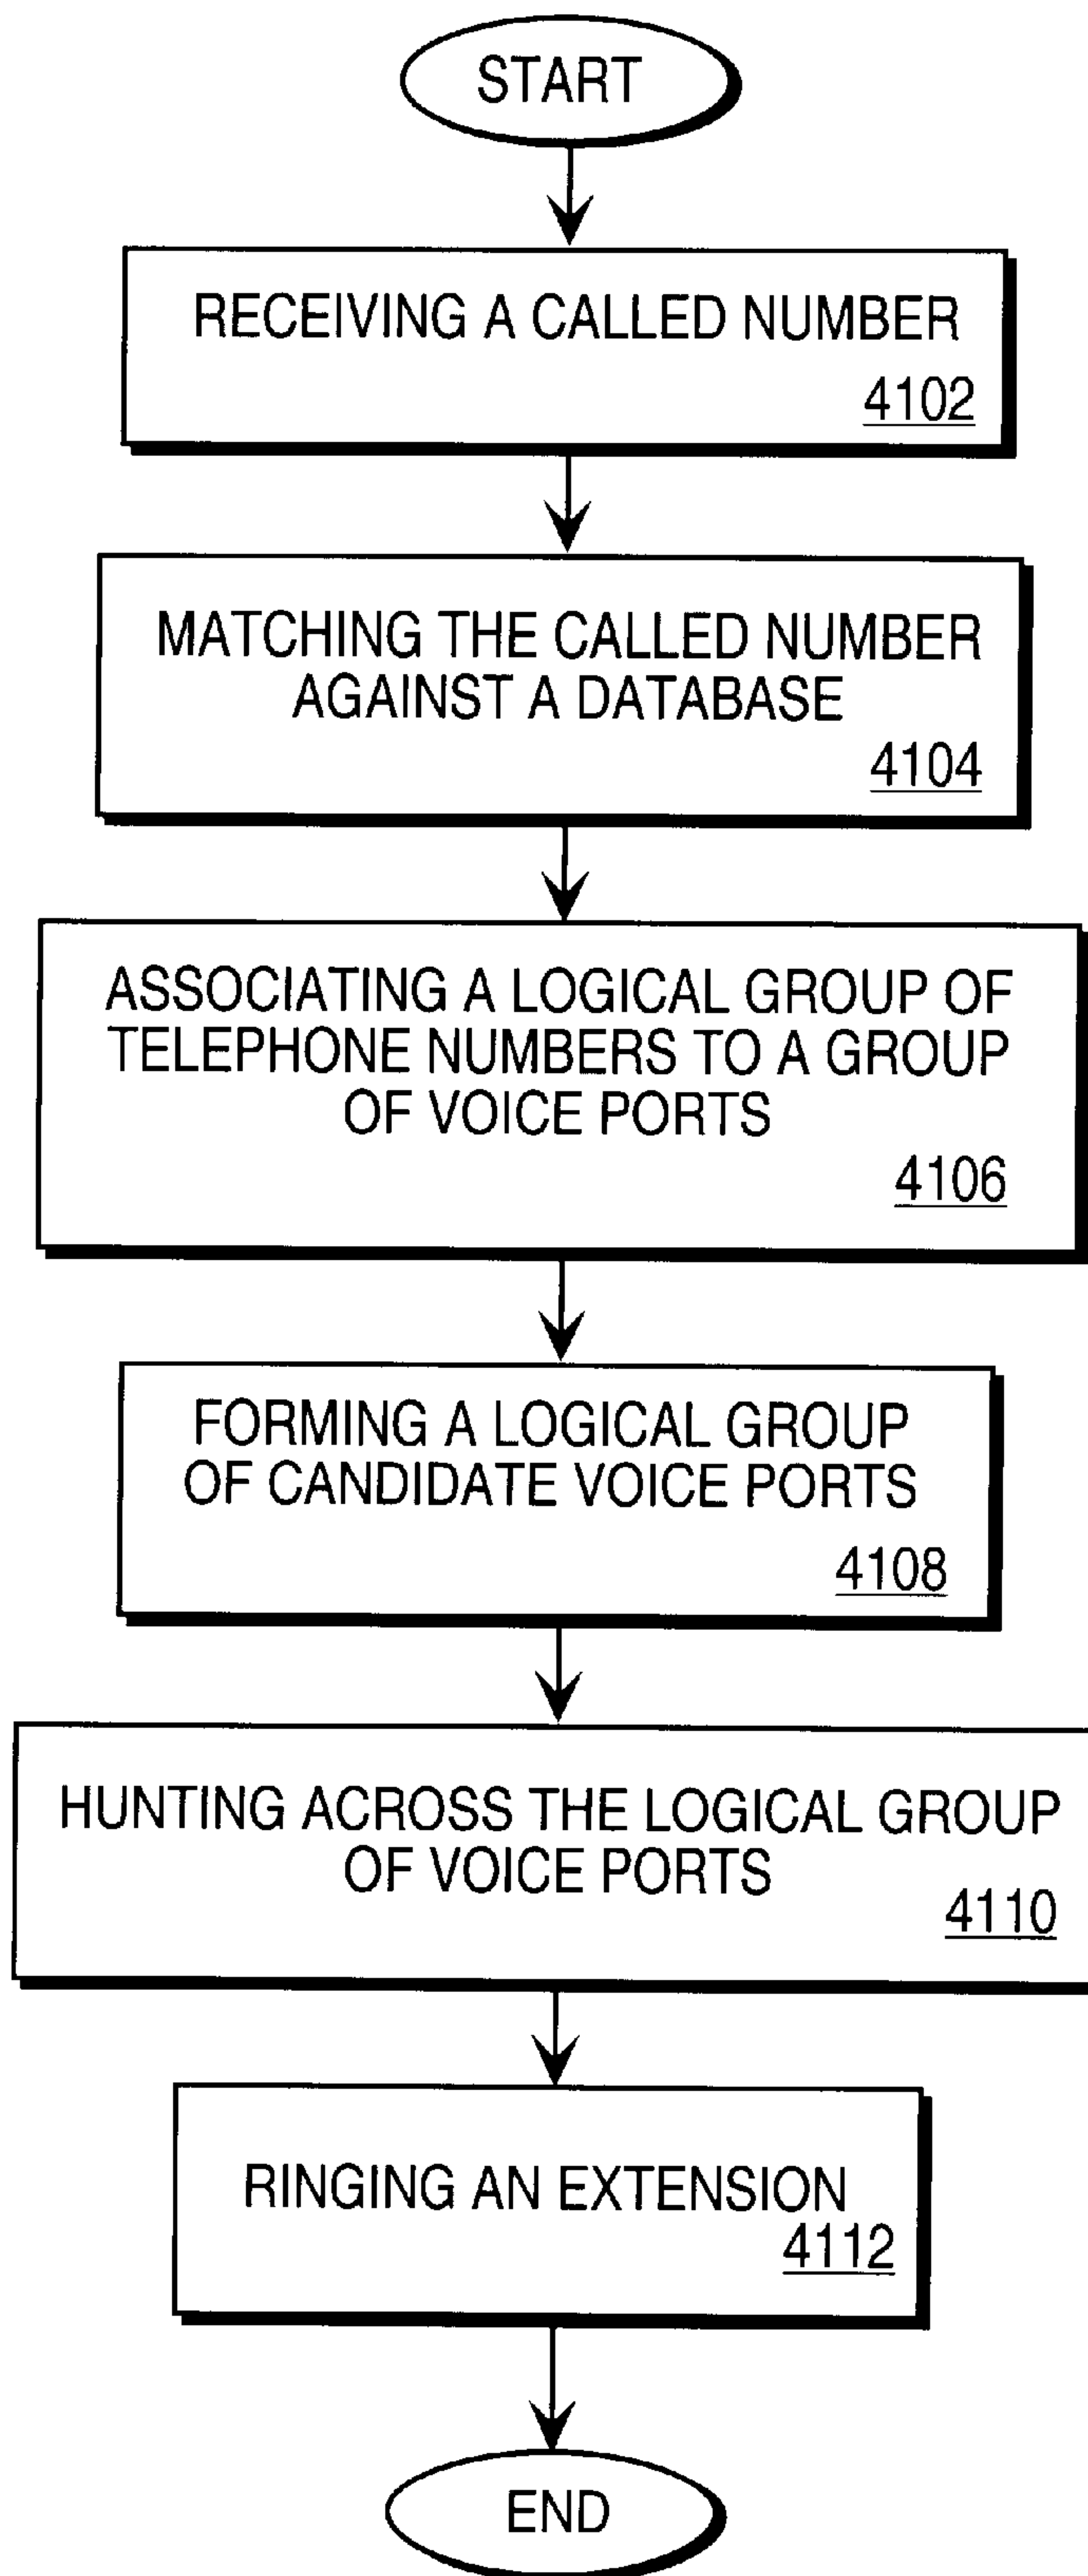 START
RECEIVING A CALLED NUMBER
4102
MATCHING THE CALLED NUMBER
AGAINST A DATABASE
4104
ASSOCIATING A LOGICAL GROUP OF
TELEPHONE NUMBERS TO A GROUP
OF VOICE PORTS
4106
FORMING A LOGICAL GROUP
OF CANDIDATE VOICE PORTS
4108
HUNTING ACROSS THE LOGICAL GROUP
OF VOICE PORTS
4110
RINGING AN EXTENSION
4112
END